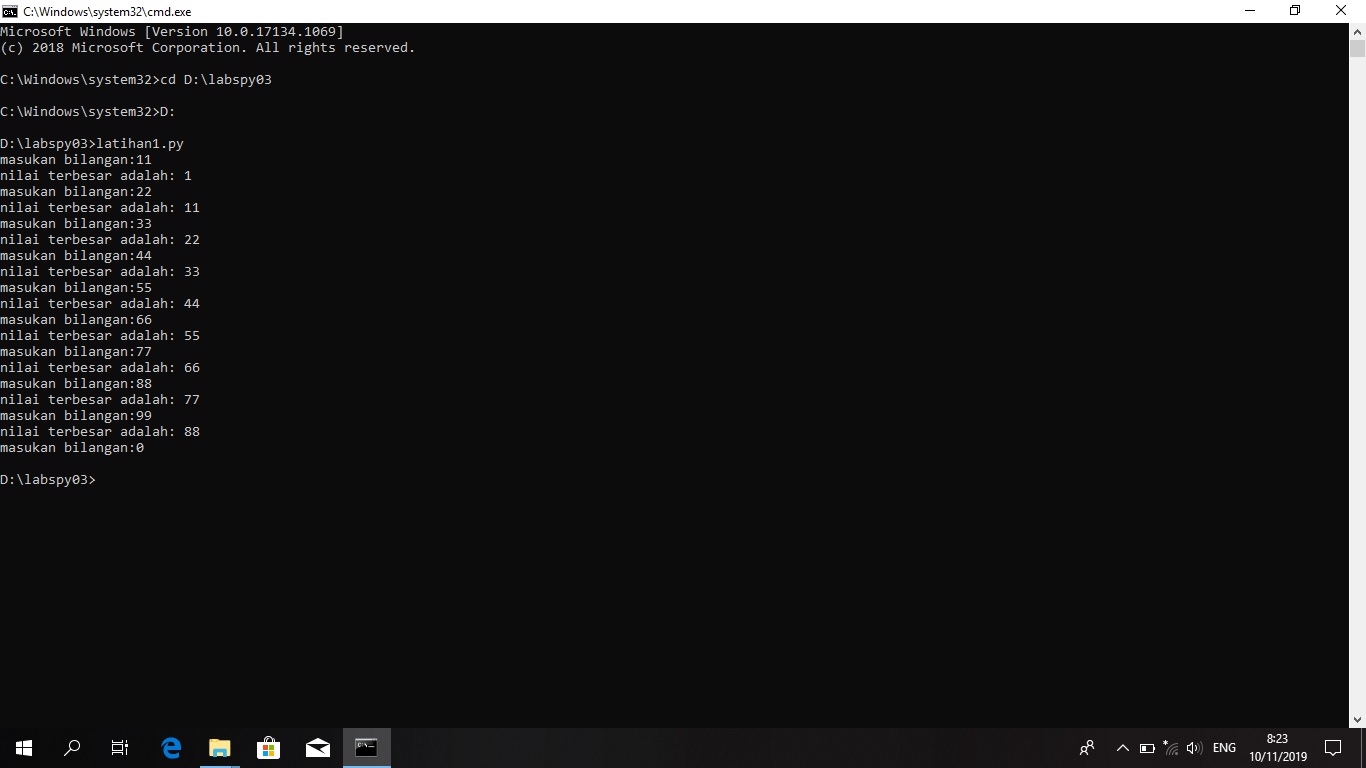 C:\Windows\system32\cmd.exe
Microsoft Windows [Version 10.0.17134.1069]
(c) 2018 Microsoft Corporation. All rights reserved.
C:\Windows\system32>cd D:\labspy03
C:\Windows\system32>D:
D:\labspy03>latihan1.py
masukan bilangan:11
nilai terbesar adalah: 1
masukan bilangan:22
nilai terbesar adalah: 11
masukan bilangan:33
nilai terbesar adalah: 22
masukan bilangan:44
nilai terbesar adalah: 33
masukan bilangan:55
nilai terbesar adalah: 44
masukan bilangan:66
nilai terbesar adalah: 55
masukan bilangan:77
nilai terbesar adalah: 66
masukan bilangan:88
nilai terbesar adalah: 77
masukan bilangan:99
nilai terbesar adalah: 88
masukan bilangan:0
D:\labspy03>
ENG
8:23
10/11/2019